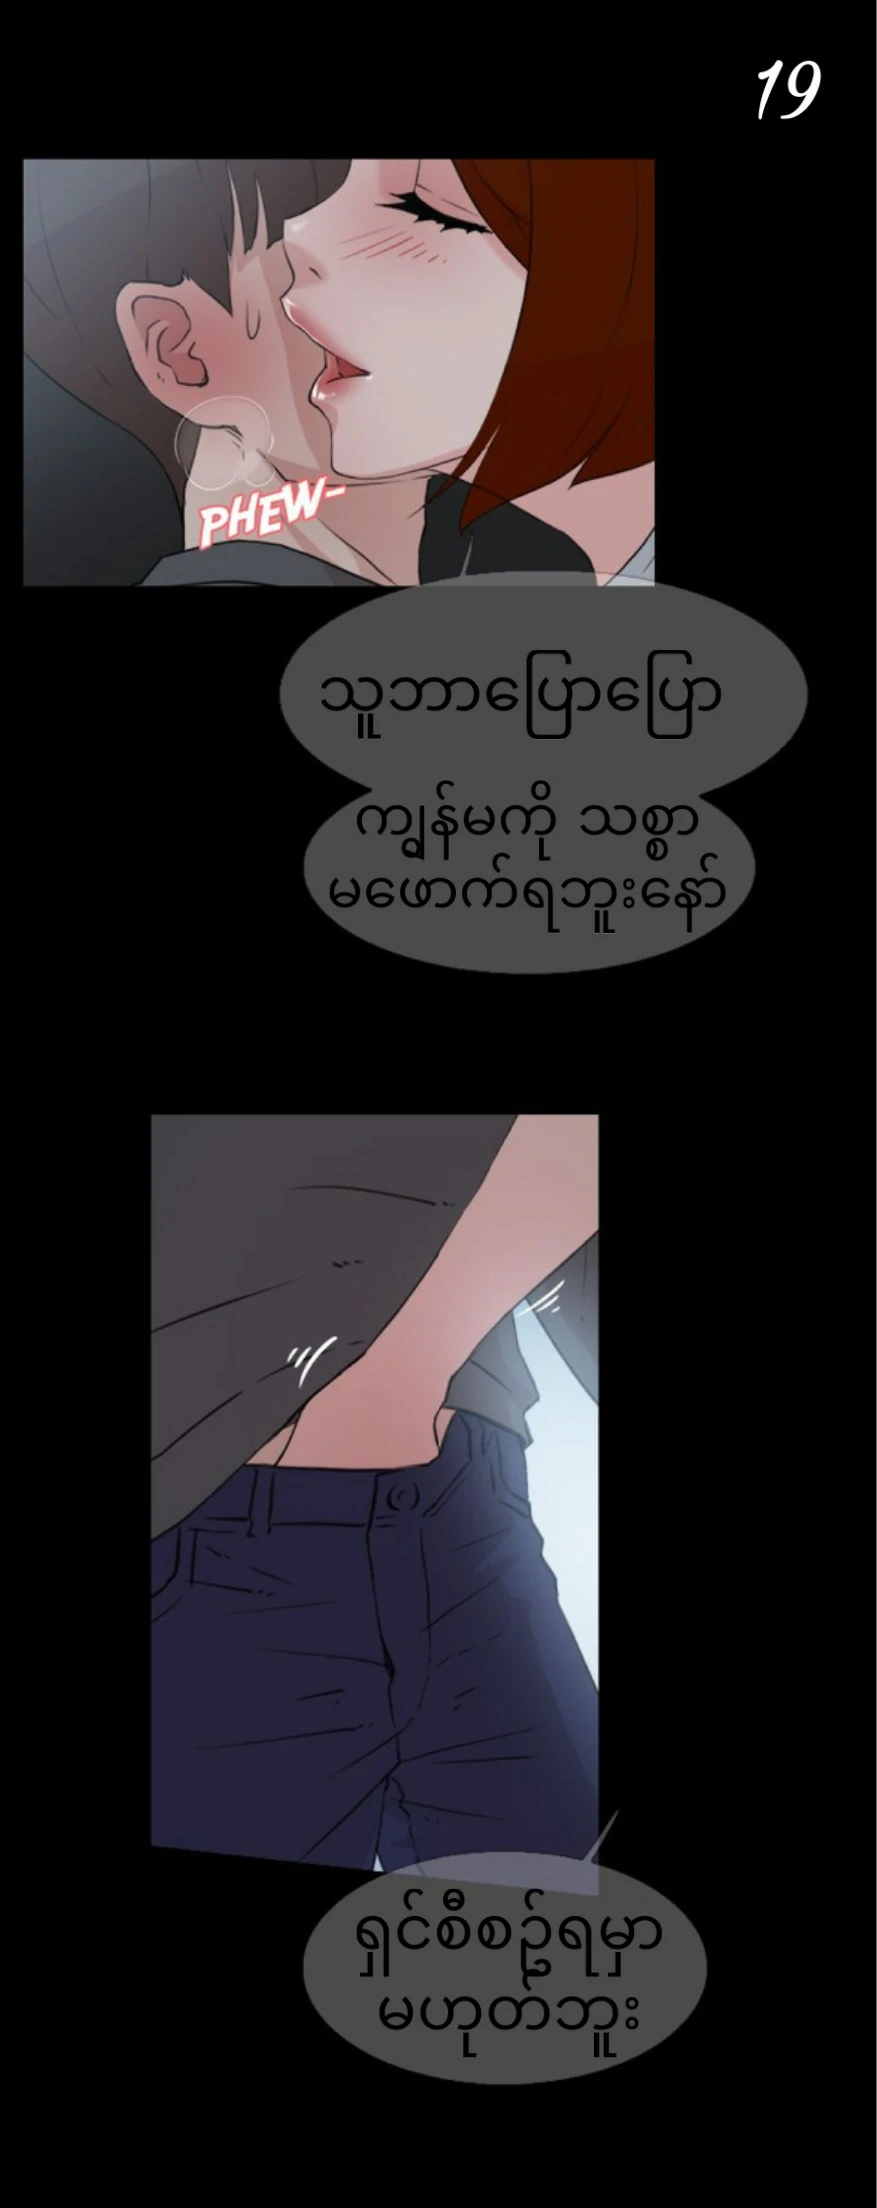 19
PHEW-
သူဘာပြောပြော
ကျွန်မကို သစ္စာ
မဖောက်ရဘူးနော်
ရှင်စီစဥ်ရမှာ
မဟုတ်ဘူး